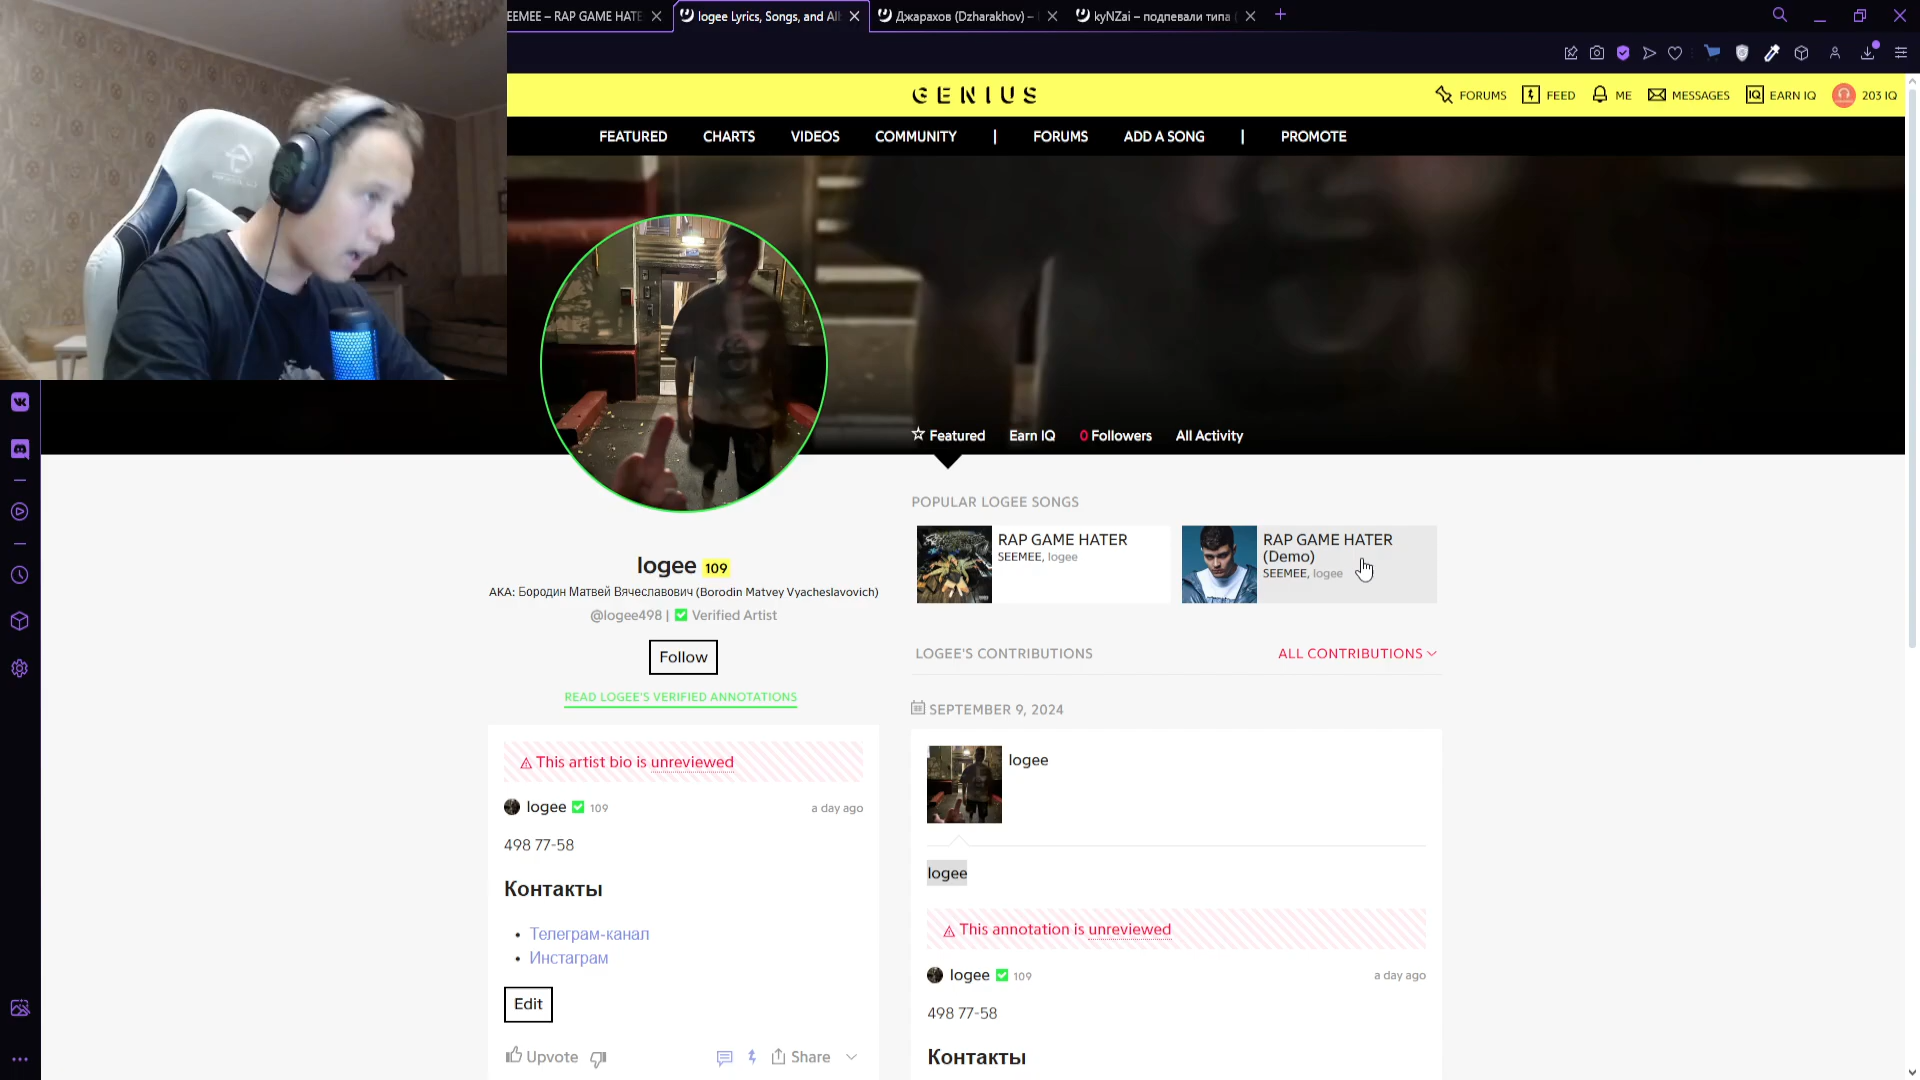 EEMEE – RAP GAME HATE
logee Lyrics, Songs, and Alb
Джарахов (Dzharakhov) –
kyNZai – подпевали типа (
GENIUS
FORUMS
FEED
ME
MESSAGES
EARN IQ
203 IQ
FEATURED
CHARTS
VIDEOS
COMMUNITY
|
FORUMS
ADD A SONG
|
PROMOTE
Featured
Earn IQ
0 Followers
All Activity
POPULAR LOGEE SONGS
RAP GAME HATER
SEEMEE, logee
RAP GAME HATER
(Demo)
SEEMEE, logee
logee 109
AKA: Бородин Матвей Вячеславович (Borodin Matvey Vyacheslavovich)
@logee498 | Verified Artist
Follow
READ LOGEE'S VERIFIED ANNOTATIONS
This artist bio is unreviewed
logee 109
a day ago
498 77-58
Контакты
• Телеграм-канал
• Инстаграм
Edit
Upvote
Share
LOGEE'S CONTRIBUTIONS
ALL CONTRIBUTIONS
SEPTEMBER 9, 2024
logee
logee
This annotation is unreviewed
logee 109
a day ago
498 77-58
Контакты